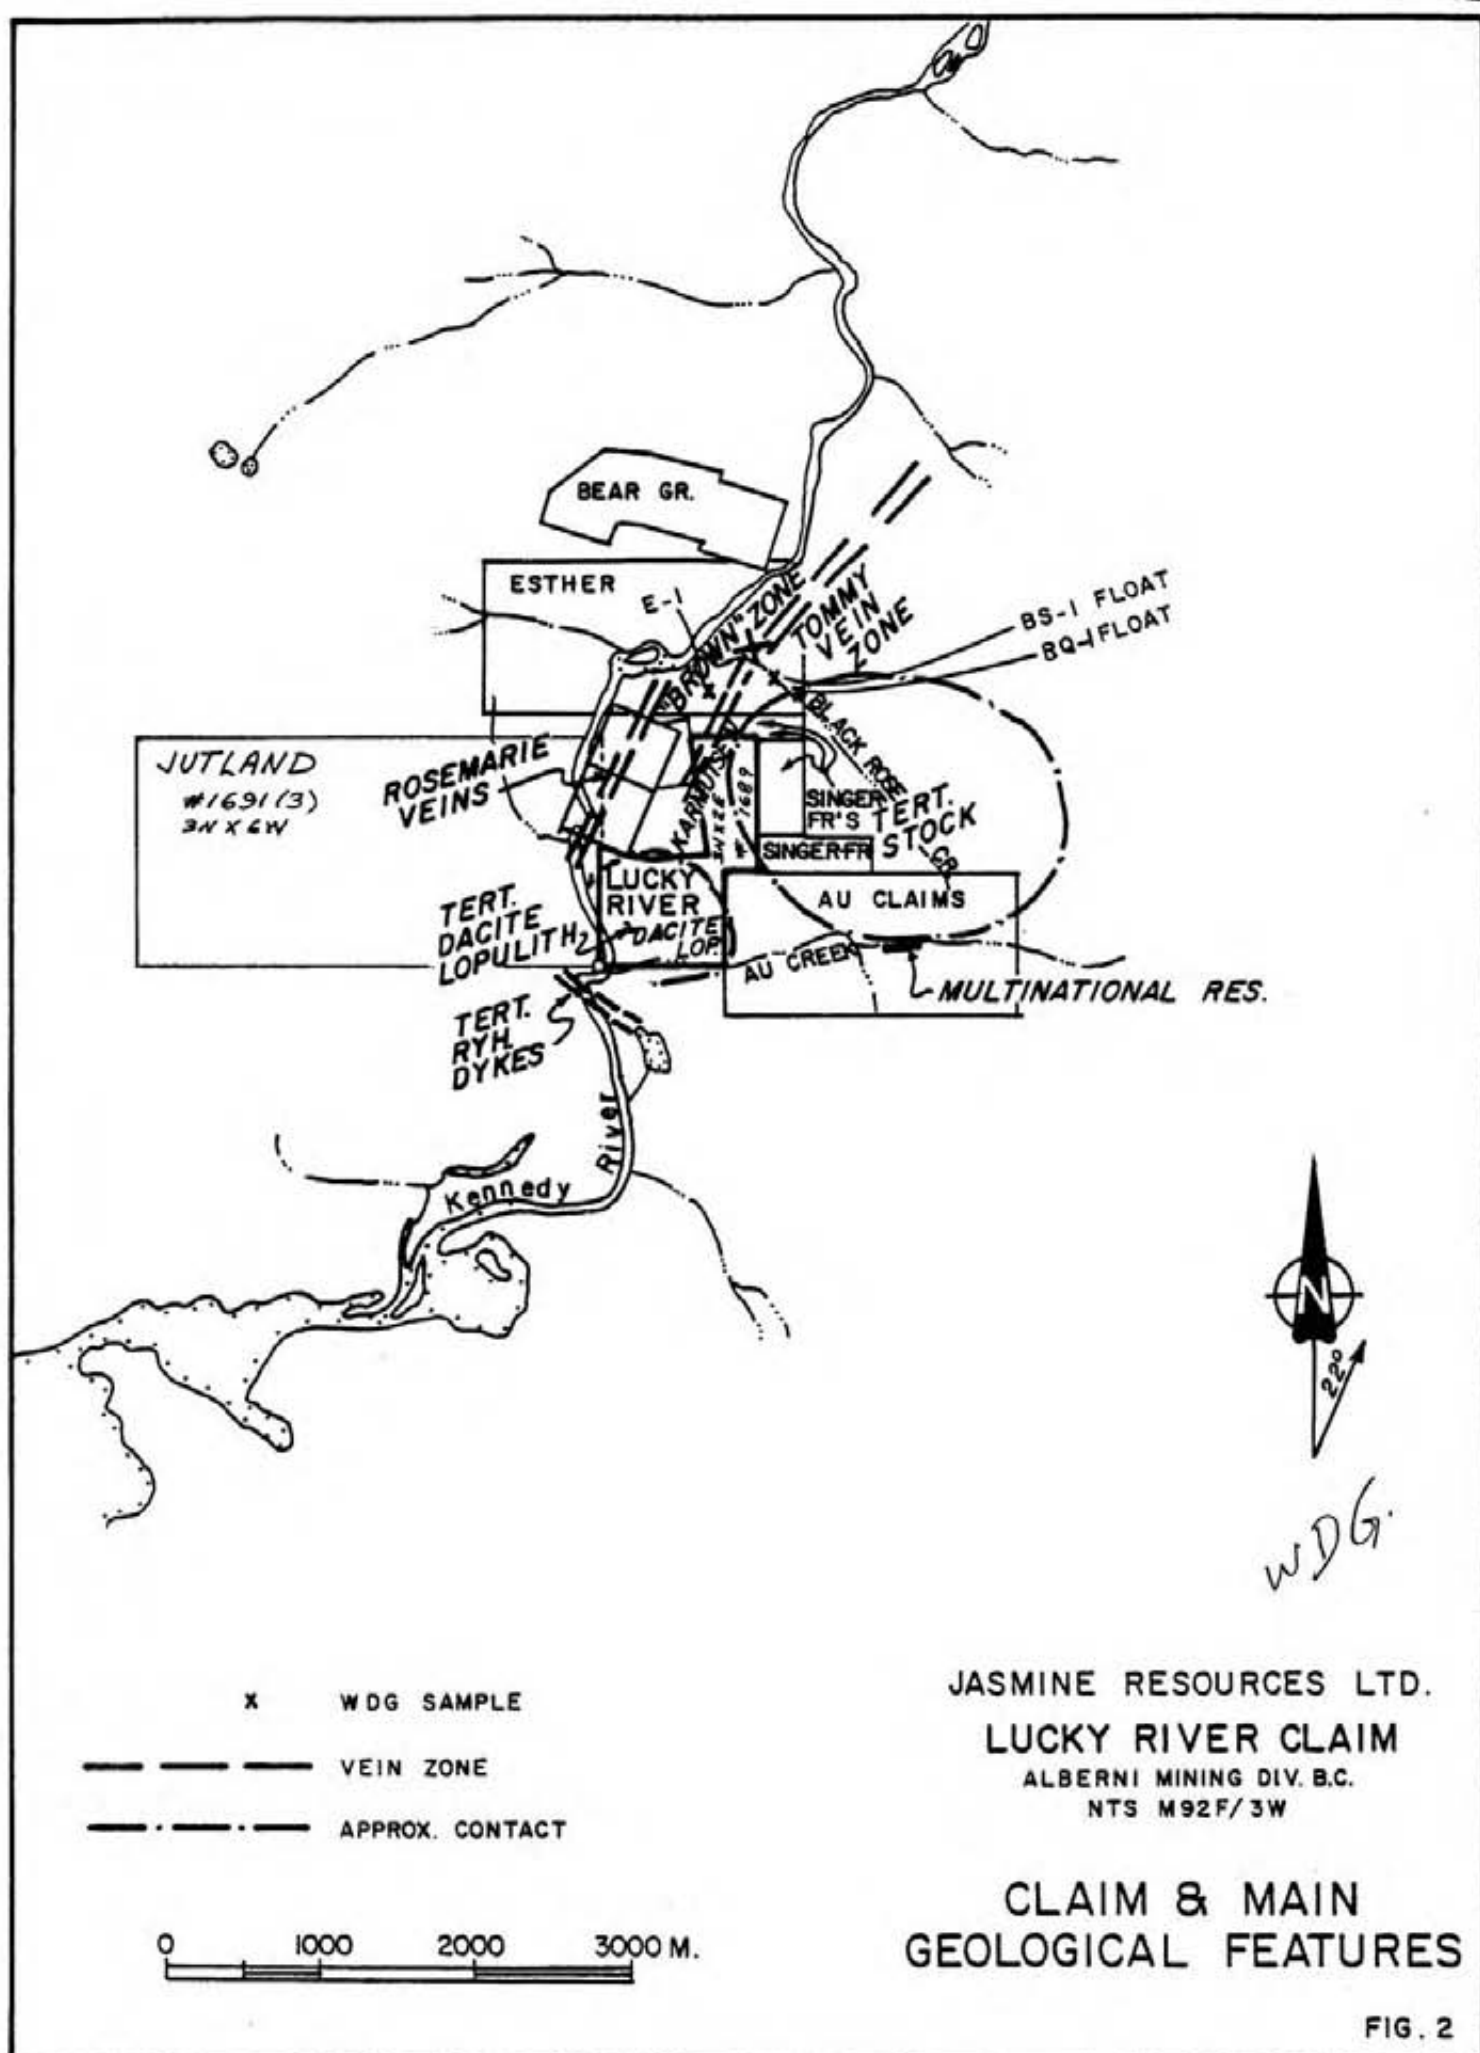 BEAR GR.
ESTHER
E-1
"BROWN" ZONE
TOMMY
VEIN
ZONE
BS-1 FLOAT
BQ-1 FLOAT
BLACK ROSE
CR.
JUTLAND
#1691(3)
3N X 6W
ROSEMARIE
VEINS
KARMUTSEN
3N X 2E
# 1689
SINGER
FR'S
TERT.
STOCK
SINGER FR
LUCKY
RIVER
DACITE
LOP.
AU CLAIMS
AU CREEK
MULTINATIONAL RES.
TERT.
DACITE
LOPULITH
TERT.
RYH.
DYKES
Kennedy River
N
22°
WDG.
X WDG SAMPLE
VEIN ZONE
APPROX. CONTACT
0 1000 2000 3000 M.
JASMINE RESOURCES LTD.
LUCKY RIVER CLAIM
ALBERNI MINING DIV. B.C.
NTS M92F/3W
CLAIM & MAIN
GEOLOGICAL FEATURES
FIG. 2